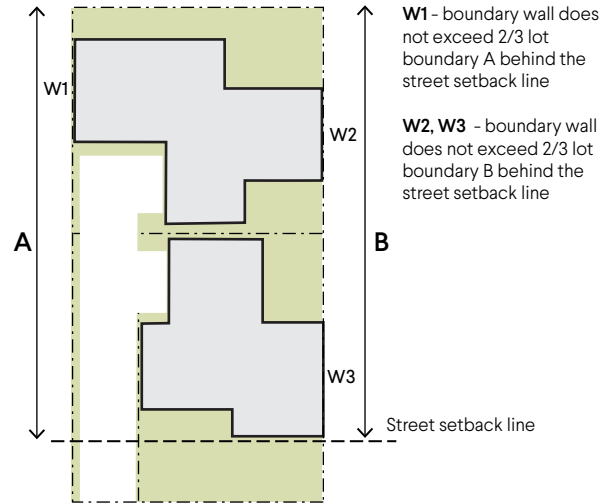 W1 - boundary wall does
not exceed 2/3 lot
boundary A behind the
street setback line
W1
W2, W3 - boundary wall
does not exceed 2/3 lot
boundary B behind the
street setback line
W2
A
B
W3
Street setback line